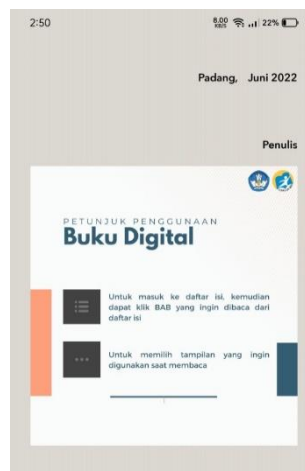 2:50
8.00 KB/S 22%
Padang, Juni 2022
Penulis
PETUNJUK PENGGUNAAN
Buku Digital
Untuk masuk ke daftar isi, kemudian
dapat klik BAB yang ingin dibaca dari
daftar isi
Untuk memilih tampilan yang ingin
digunakan saat membaca